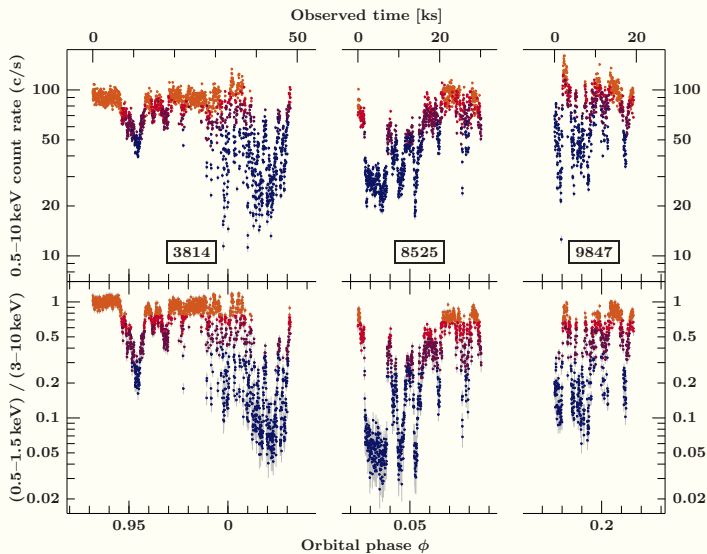 Observed time [ks]
0 20 40 0 20 0 20
0.5–10 keV count rate (c/s)
100 100
50 50
20 20
10 10
3814 8525 9847
(0.5–1.5 keV) / (3–10 keV)
1 1
0.5 0.5
0.2 0.2
0.1 0.1
0.05 0.05
0.02 0.02
0.95 0 0.05 0.2
Orbital phase ϕ